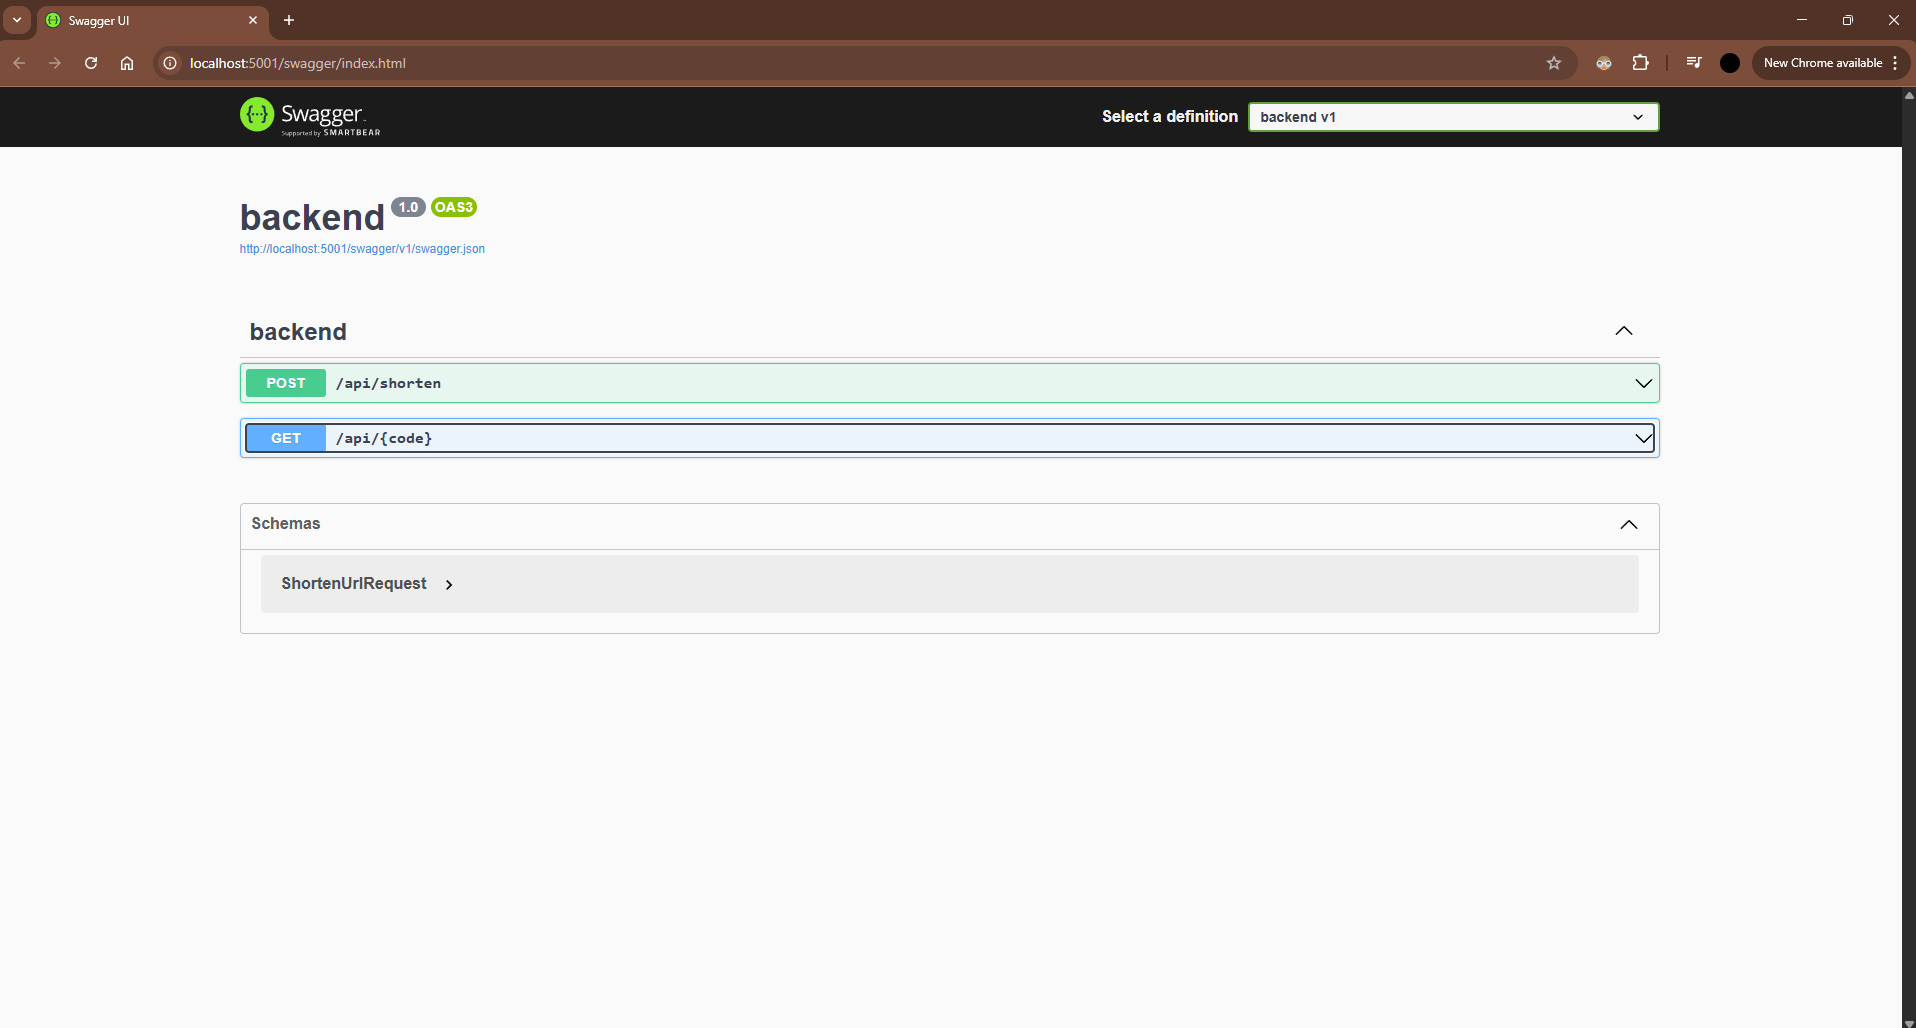 Swagger UI
localhost:5001/swagger/index.html
New Chrome available
Swagger.
Supported by SMARTBEAR
Select a definition
backend v1
backend 1.0 OAS3
http://localhost:5001/swagger/v1/swagger.json
backend
POST /api/shorten
GET /api/{code}
Schemas
ShortenUrlRequest